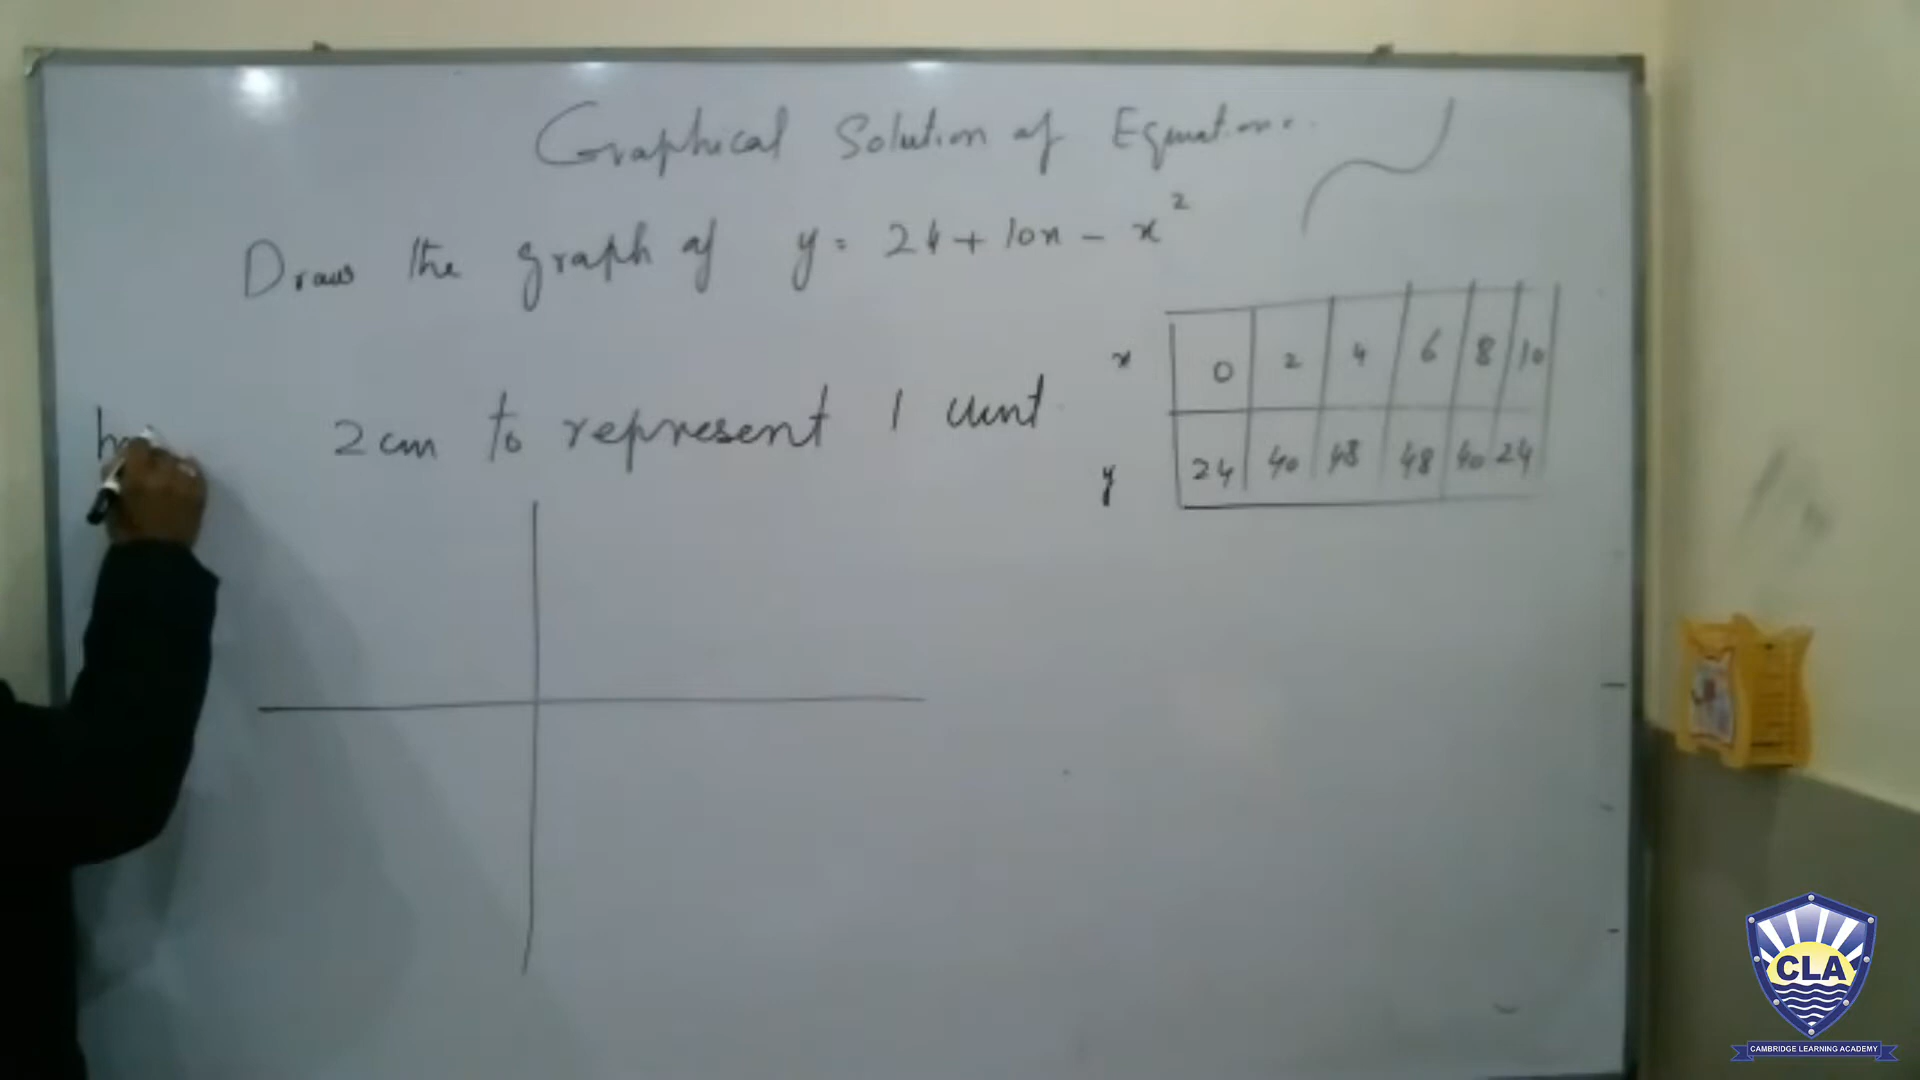 Graphical Solution of Equation.
Draw the graph of y = 24 + 10x - x²
2 cm to represent 1 unit
x 0 2 4 6 8 10
y 24 40 48 48 40 24
CLA
CAMBRIDGE LEARNING ACADEMY